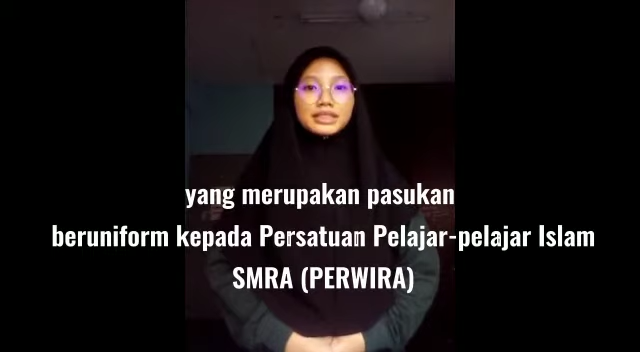 yang merupakan pasukan
beruniform kepada Persatuan Pelajar-pelajar Islam
SMRA (PERWIRA)